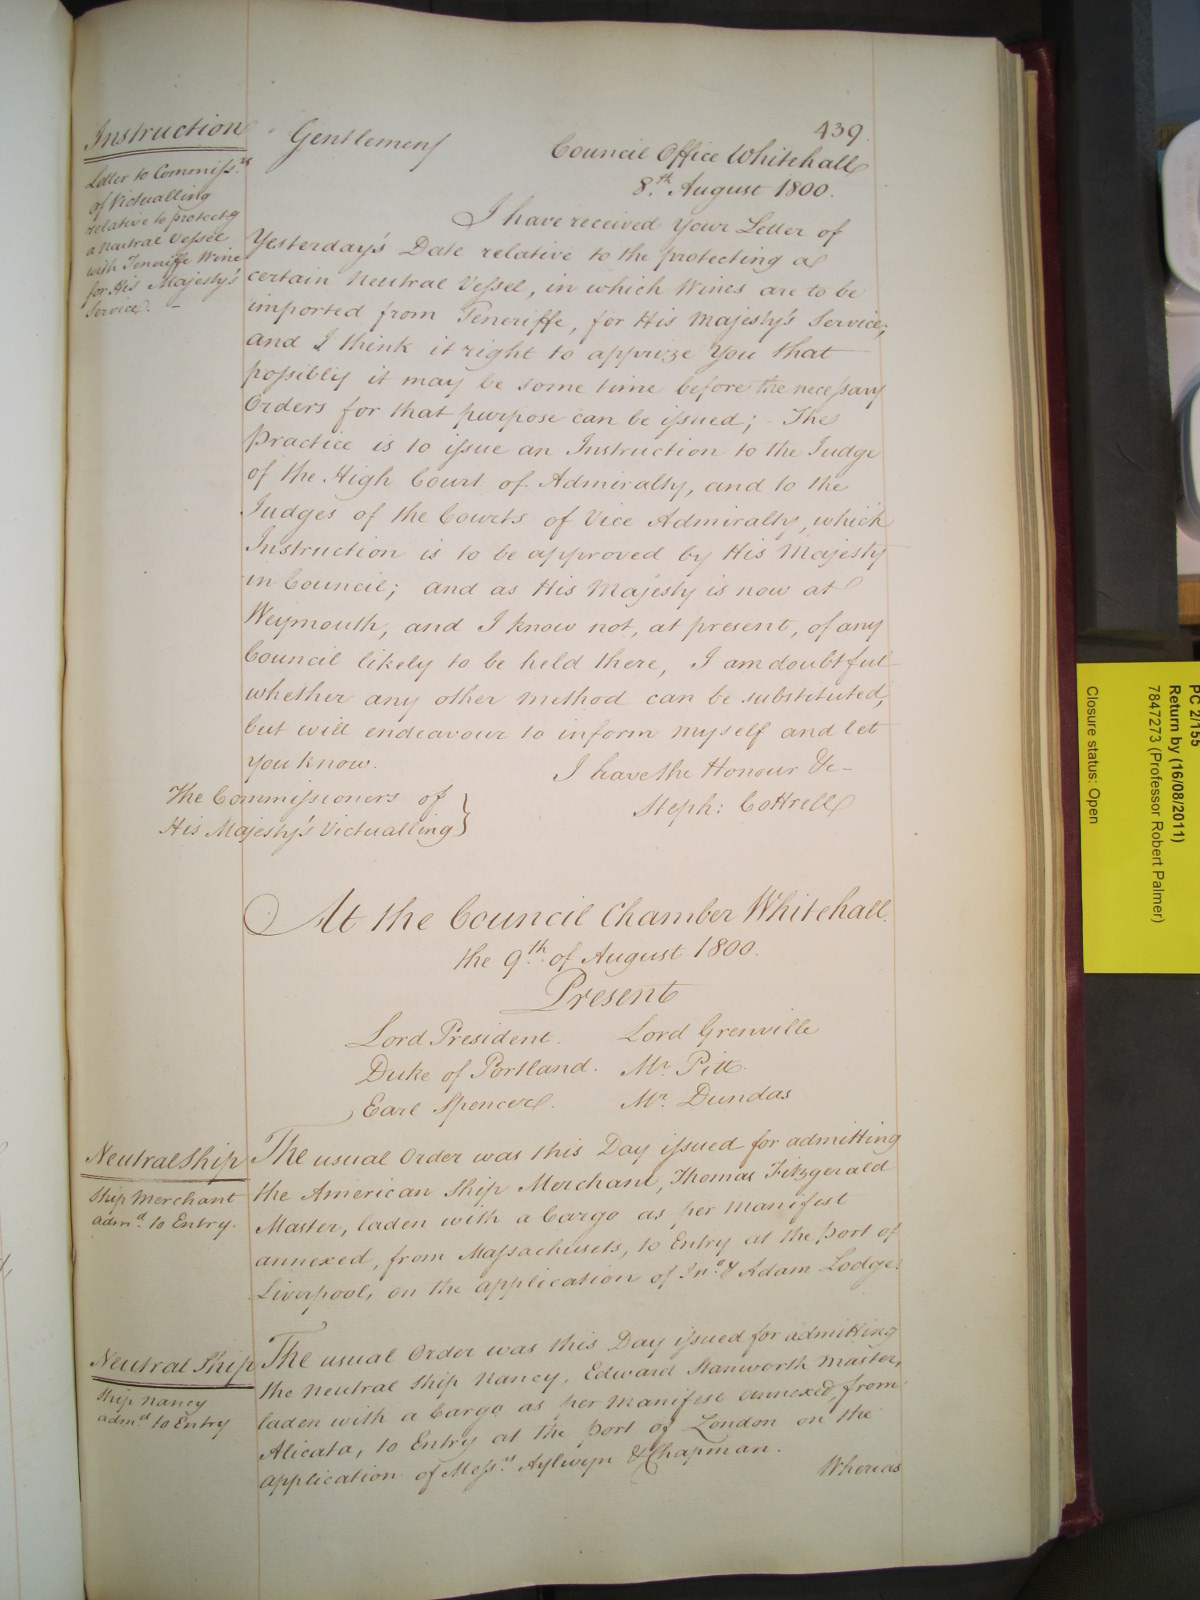 439.
Instruction
Letter to Commiss.rs
of Victualling
relative to protect.g
a Neutral Vessel
with Teneriffe Wine
for His Majesty's
Service. -
Gentlemen
Council Office Whitehall
8.th August 1800.
I have received Your Letter of
Yesterday's Date relative to the protecting a
certain Neutral Vessel, in which Wines are to be
imported from Teneriffe, for His Majesty's Service;
and I think it right to apprize You that
possibly it may be some time before the necessary
Orders for that purpose can be issued; The
Practice is to issue an Instruction to the Judge
of the High Court of Admiralty, and to the
Judges of the Courts of Vice Admiralty, which
Instruction is to be approved by His Majesty
in Council; and as His Majesty is now at
Weymouth, and I know not, at present, of any
Council likely to be held there, I am doubtful
whether any other method can be substituted,
but will endeavour to inform myself and let
you know.
I have the Honour &c-
Steph: Cottrell
The Commissioners of
His Majesty's Victualling
At the Council Chamber Whitehall.
the 9.th of August 1800.
Present
Lord President. Lord Grenville
Duke of Portland. Mr. Pitt.
Earl Spencer. Mr. Dundas
Neutral Ship
Ship Merchant
adm.d to Entry.
The usual Order was this Day issued for admitting
the American Ship Merchant, Thomas Fitzgerald
Master, laden with a Cargo as per Manifest
annexed, from Massachusets, to Entry at the Port of
Liverpool, on the application of Jn.o & Adam Lodge.
Neutral Ship
Ship Nancy
adm.d to Entry
The usual Order was this Day issued for admitting
the Neutral Ship Nancy, Edward Stanworth Master,
laden with a Cargo as per Manifest annexed, from
Alicata, to Entry at the Port of London on the
application of Mess.rs Aylwyn & Chapman.
Whereas
PC 2/155
Return by (16/08/2011)
7847273 (Professor Robert Palmer)
Closure status: Open